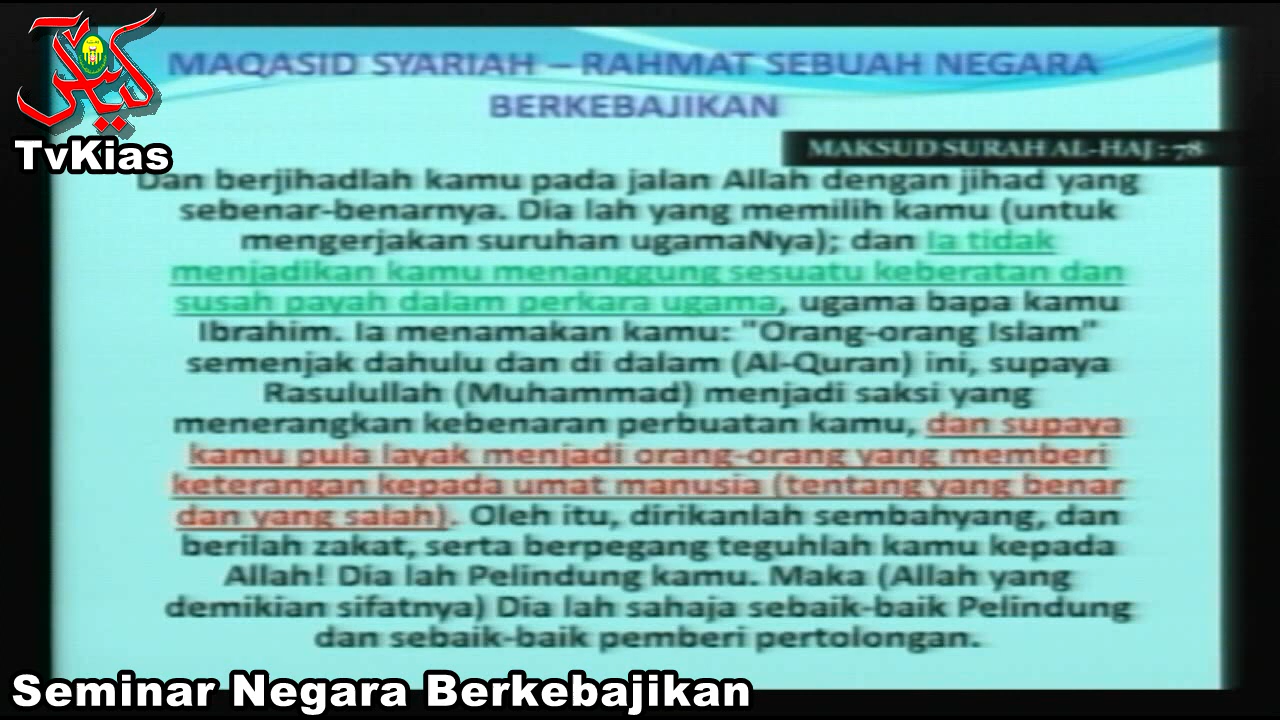 كياس
TvKias
MAQASID SYARIAH – RAHMAT SEBUAH NEGARA
BERKEBAJIKAN
MAKSUD SURAH AL-HAJ : 78
Dan berjihadlah kamu pada jalan Allah dengan jihad yang
sebenar-benarnya. Dia lah yang memilih kamu (untuk
mengerjakan suruhan ugamaNya); dan Ia tidak
menjadikan kamu menanggung sesuatu keberatan dan
susah payah dalam perkara ugama, ugama bapa kamu
Ibrahim. Ia menamakan kamu: "Orang-orang Islam"
semenjak dahulu dan di dalam (Al-Quran) ini, supaya
Rasulullah (Muhammad) menjadi saksi yang
menerangkan kebenaran perbuatan kamu, dan supaya
kamu pula layak menjadi orang-orang yang memberi
keterangan kepada umat manusia (tentang yang benar
dan yang salah). Oleh itu, dirikanlah sembahyang, dan
berilah zakat, serta berpegang teguhlah kamu kepada
Allah! Dia lah Pelindung kamu. Maka (Allah yang
demikian sifatnya) Dia lah sahaja sebaik-baik Pelindung
dan sebaik-baik pemberi pertolongan.
Seminar Negara Berkebajikan